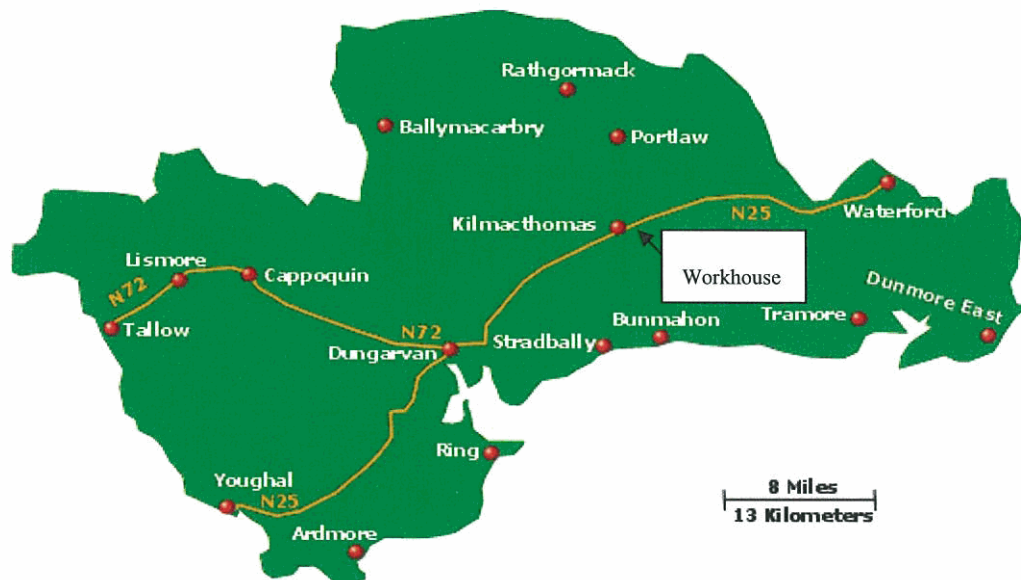 Rathgormack
Ballymacarbry
Portlaw
Waterford
N25
Kilmacthomas
Workhouse
Lismore
Cappoquin
N72
Tallow
Dunmore East
Tramore
Bunmahon
Stradbally
N72
Dungarvan
Ring
Youghal
N25
Ardmore
8 Miles
13 Kilometers